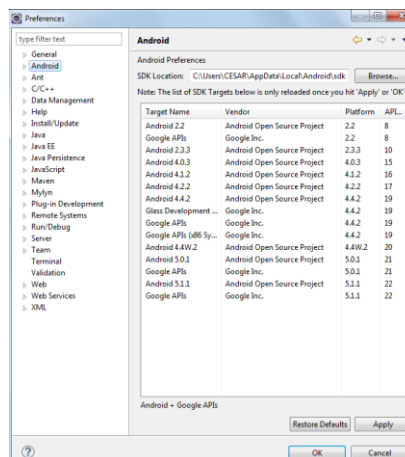 Preferences
type filter text
Android
General
Android
Ant
C/C++
Data Management
Help
Install/Update
Java
Java EE
Java Persistence
JavaScript
Maven
Mylyn
Plug-in Development
Remote Systems
Run/Debug
Server
Team
Terminal
Validation
Web
Web Services
XML
Android Preferences
SDK Location: C:\Users\CESAR\AppData\Local\Android\sdk Browse...
Note: The list of SDK Targets below is only reloaded once you hit 'Apply' or 'OK'
Target Name Vendor Platform API...
Android 2.2 Android Open Source Project 2.2 8
Google APIs Google Inc. 2.2 8
Android 2.3.3 Android Open Source Project 2.3.3 10
Android 4.0.3 Android Open Source Project 4.0.3 15
Android 4.1.2 Android Open Source Project 4.1.2 16
Android 4.2.2 Android Open Source Project 4.2.2 17
Android 4.4.2 Android Open Source Project 4.4.2 19
Glass Development ... Google Inc. 4.4.2 19
Google APIs Google Inc. 4.4.2 19
Google APIs (x86 Sy... Google Inc. 4.4.2 19
Android 4.4W.2 Android Open Source Project 4.4W.2 20
Android 5.0.1 Android Open Source Project 5.0.1 21
Google APIs Google Inc. 5.0.1 21
Android 5.1.1 Android Open Source Project 5.1.1 22
Google APIs Google Inc. 5.1.1 22
Android + Google APIs
Restore Defaults Apply
OK Cancel